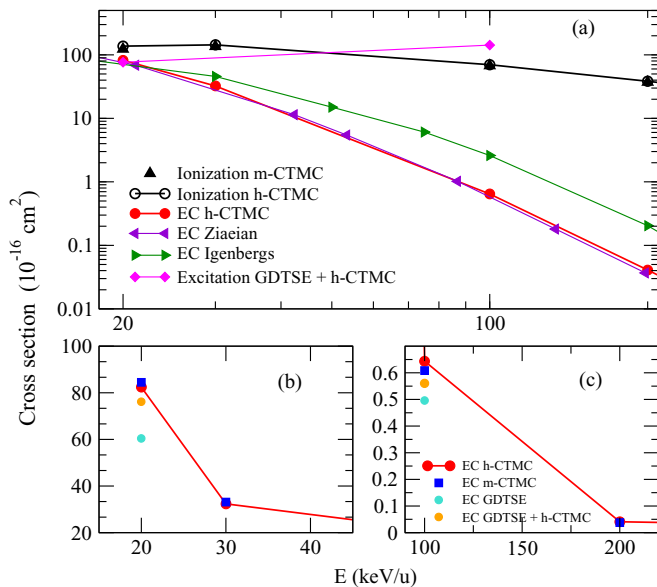 (a)
100
10
1
0.1
0.01
Ionization m-CTMC
Ionization h-CTMC
EC h-CTMC
EC Ziaeian
EC Igenbergs
Excitation GDTSE + h-CTMC
20
100
Cross section (10⁻¹⁶ cm²)
(b)
100
80
60
40
20
20
30
40
(c)
0.6
0.5
0.4
0.3
0.2
0.1
0
EC h-CTMC
EC m-CTMC
EC GDTSE
EC GDTSE + h-CTMC
100
150
200
E (keV/u)